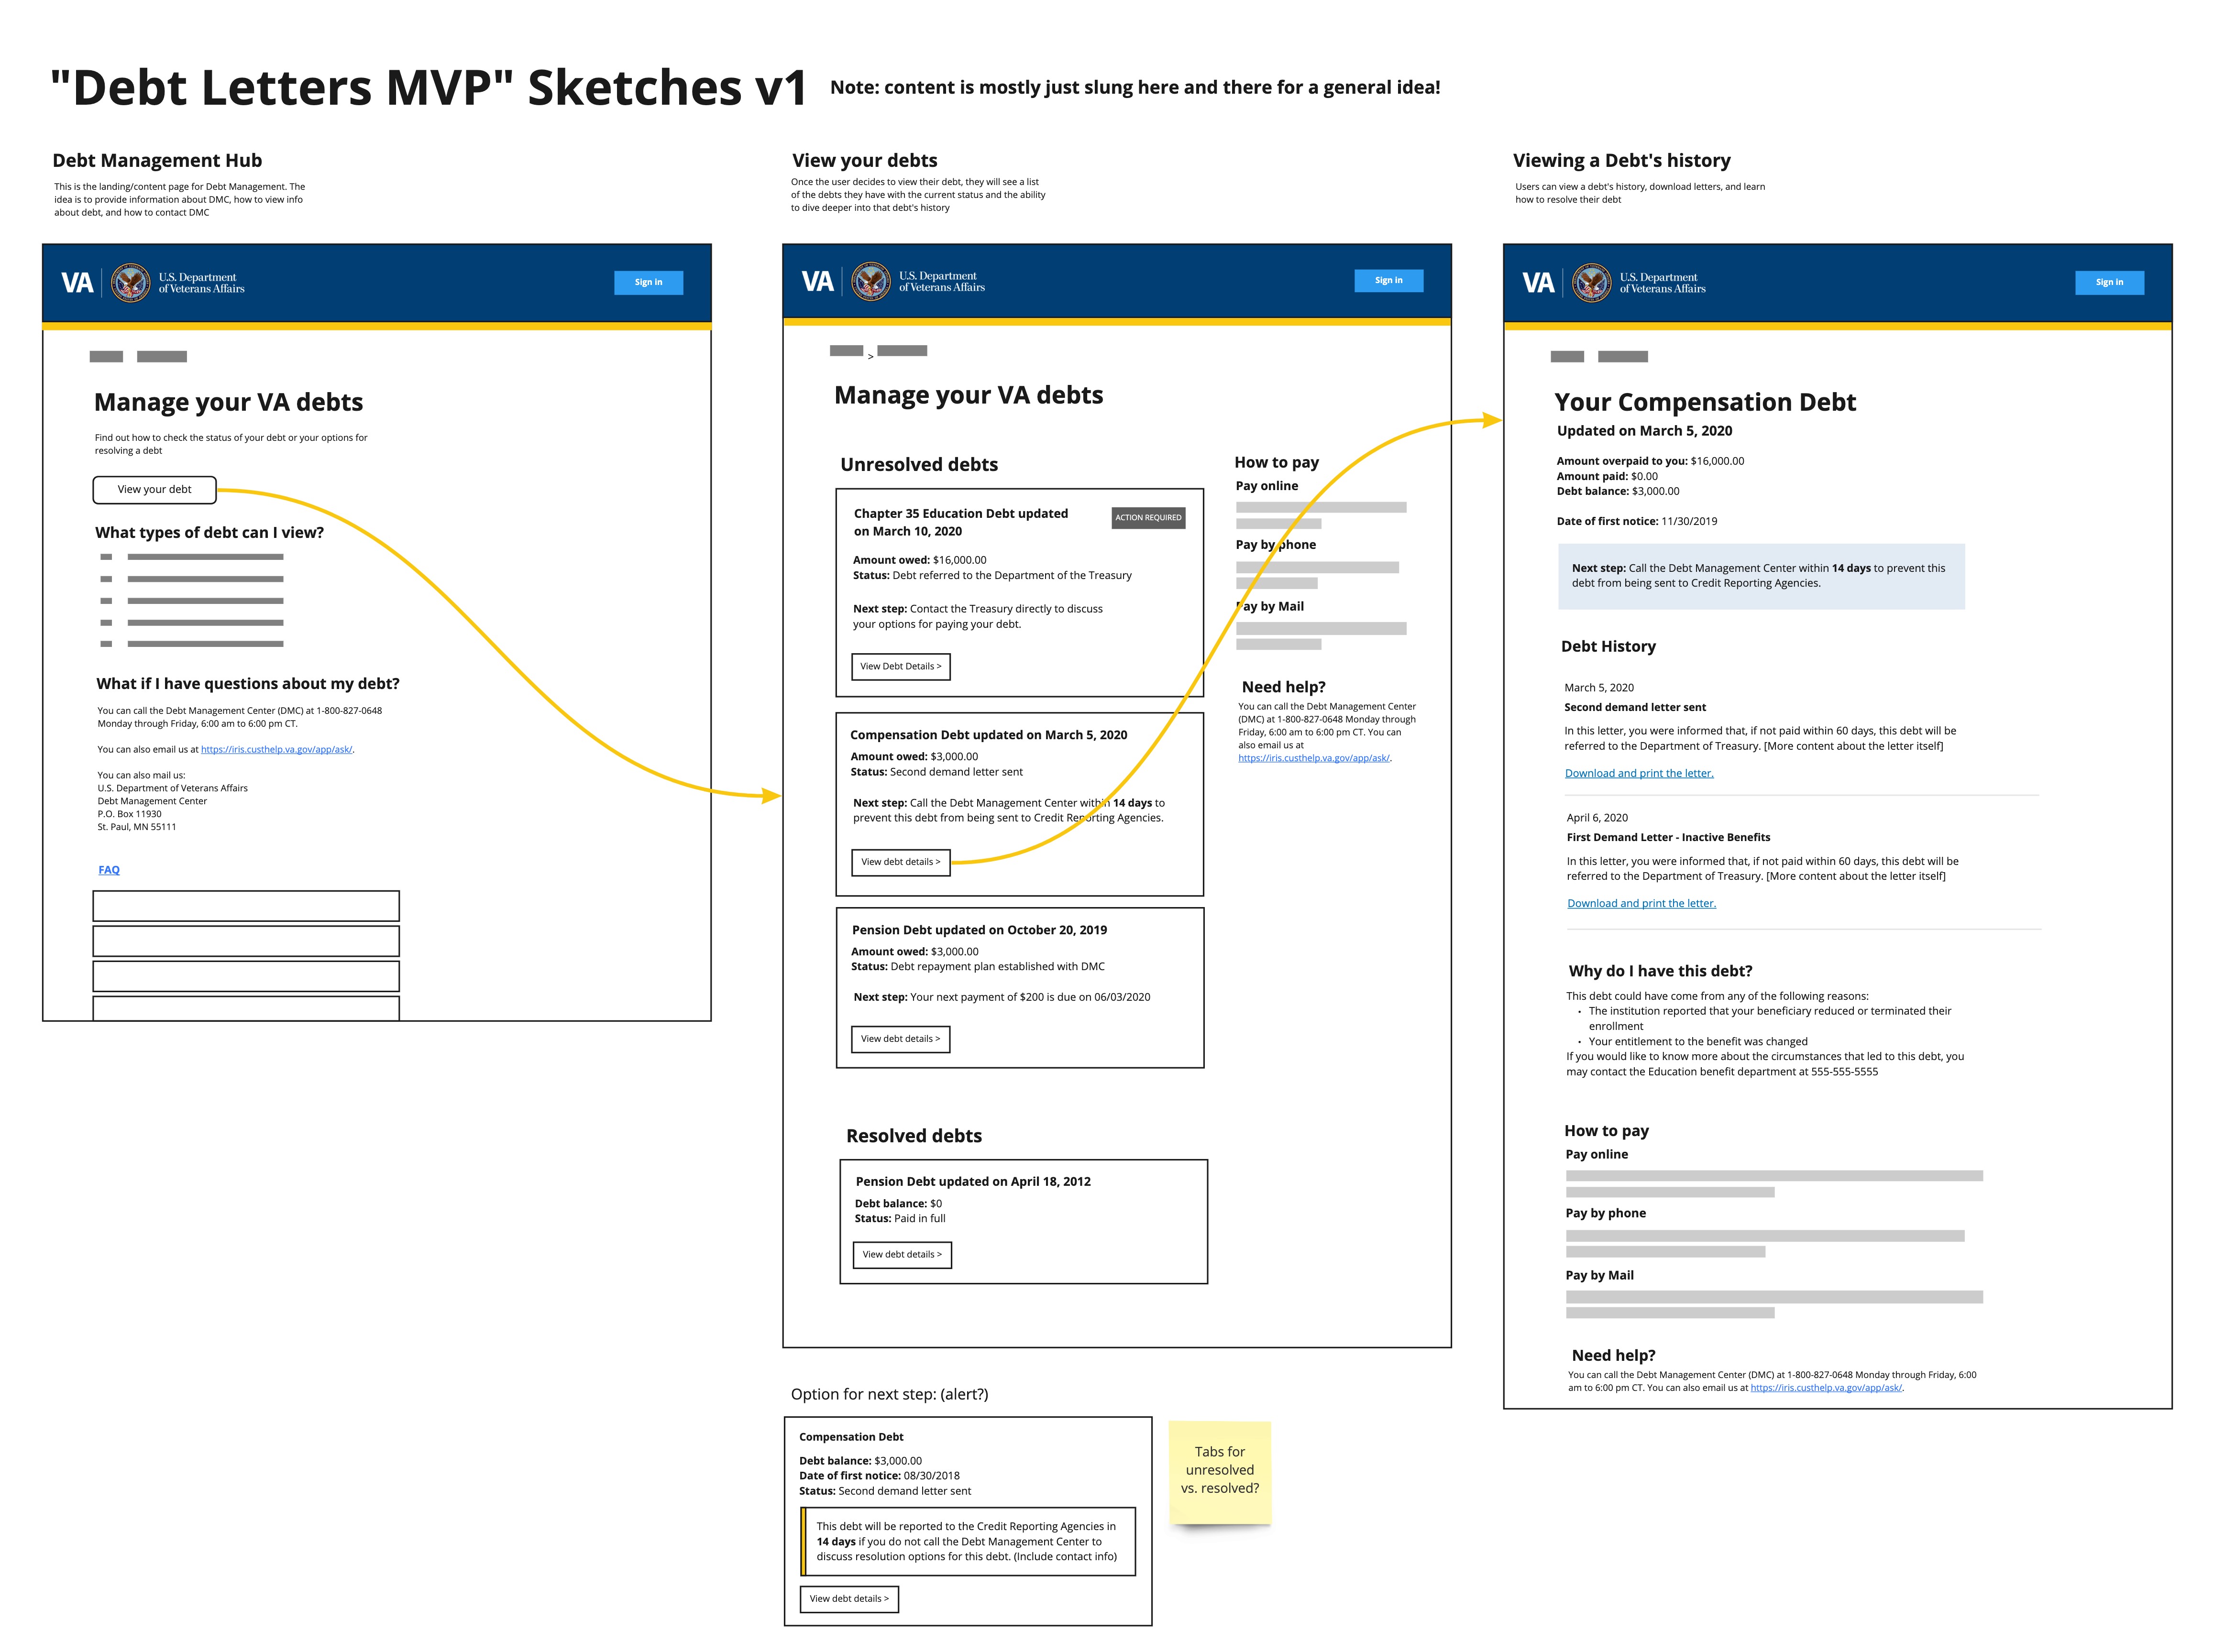 "Debt Letters MVP" Sketches v1
Note: content is mostly just slung here and there for a general idea!
Debt Management Hub
This is the landing/content page for Debt Management. The
idea is to provide information about DMC, how to view info
about debt, and how to contact DMC
VA
U.S. Department
of Veterans Affairs
Sign in
Manage your VA debts
Find out how to check the status of your debt or your options for
resolving a debt
View your debt
What types of debt can I view?
What if I have questions about my debt?
You can call the Debt Management Center (DMC) at 1-800-827-0648
Monday through Friday, 6:00 am to 6:00 pm CT.
You can also email us at https://iris.custhelp.va.gov/app/ask/.
You can also mail us:
U.S. Department of Veterans Affairs
Debt Management Center
P.O. Box 11930
St. Paul, MN 55111
FAQ
View your debts
Once the user decides to view their debt, they will see a list
of the debts they have with the current status and the ability
to dive deeper into that debt's history
VA
U.S. Department
of Veterans Affairs
Sign in
>
Manage your VA debts
Unresolved debts
Chapter 35 Education Debt updated
on March 10, 2020
ACTION REQUIRED
Amount owed: $16,000.00
Status: Debt referred to the Department of the Treasury
Next step: Contact the Treasury directly to discuss
your options for paying your debt.
View Debt Details >
Compensation Debt updated on March 5, 2020
Amount owed: $3,000.00
Status: Second demand letter sent
Next step: Call the Debt Management Center within 14 days to
prevent this debt from being sent to Credit Reporting Agencies.
View debt details >
Pension Debt updated on October 20, 2019
Amount owed: $3,000.00
Status: Debt repayment plan established with DMC
Next step: Your next payment of $200 is due on 06/03/2020
View debt details >
Resolved debts
Pension Debt updated on April 18, 2012
Debt balance: $0
Status: Paid in full
View debt details >
How to pay
Pay online
Pay by phone
Pay by Mail
Need help?
You can call the Debt Management Center
(DMC) at 1-800-827-0648 Monday through
Friday, 6:00 am to 6:00 pm CT. You can
also email us at
https://iris.custhelp.va.gov/app/ask/.
Option for next step: (alert?)
Compensation Debt
Debt balance: $3,000.00
Date of first notice: 08/30/2018
Status: Second demand letter sent
This debt will be reported to the Credit Reporting Agencies in
14 days if you do not call the Debt Management Center to
discuss resolution options for this debt. (Include contact info)
View debt details >
Tabs for
unresolved
vs. resolved?
Viewing a Debt's history
Users can view a debt's history, download letters, and learn
how to resolve their debt
VA
U.S. Department
of Veterans Affairs
Sign in
Your Compensation Debt
Updated on March 5, 2020
Amount overpaid to you: $16,000.00
Amount paid: $0.00
Debt balance: $3,000.00
Date of first notice: 11/30/2019
Next step: Call the Debt Management Center within 14 days to prevent this
debt from being sent to Credit Reporting Agencies.
Debt History
March 5, 2020
Second demand letter sent
In this letter, you were informed that, if not paid within 60 days, this debt will be
referred to the Department of Treasury. [More content about the letter itself]
Download and print the letter.
April 6, 2020
First Demand Letter - Inactive Benefits
In this letter, you were informed that, if not paid within 60 days, this debt will be
referred to the Department of Treasury. [More content about the letter itself]
Download and print the letter.
Why do I have this debt?
This debt could have come from any of the following reasons:
• The institution reported that your beneficiary reduced or terminated their
enrollment
• Your entitlement to the benefit was changed
If you would like to know more about the circumstances that led to this debt, you
may contact the Education benefit department at 555-555-5555
How to pay
Pay online
Pay by phone
Pay by Mail
Need help?
You can call the Debt Management Center (DMC) at 1-800-827-0648 Monday through Friday, 6:00
am to 6:00 pm CT. You can also email us at https://iris.custhelp.va.gov/app/ask/.